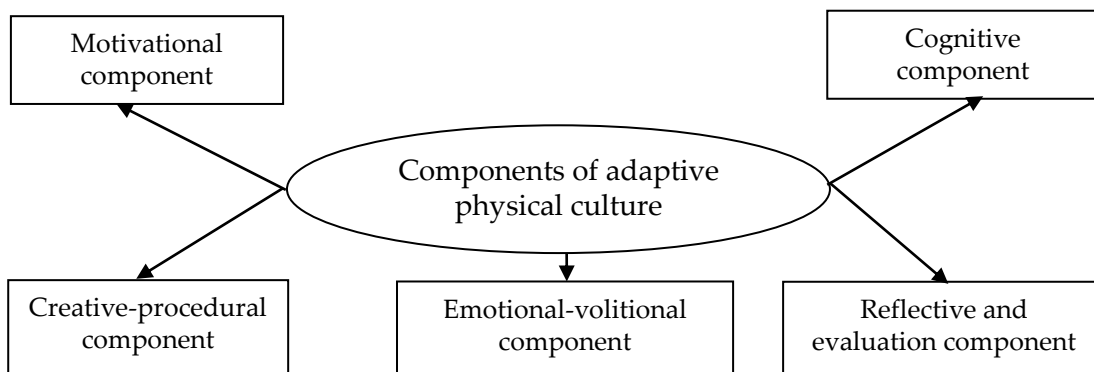 Motivational
component
Cognitive
component
Components of adaptive
physical culture
Creative-procedural
component
Emotional-volitional
component
Reflective and
evaluation component